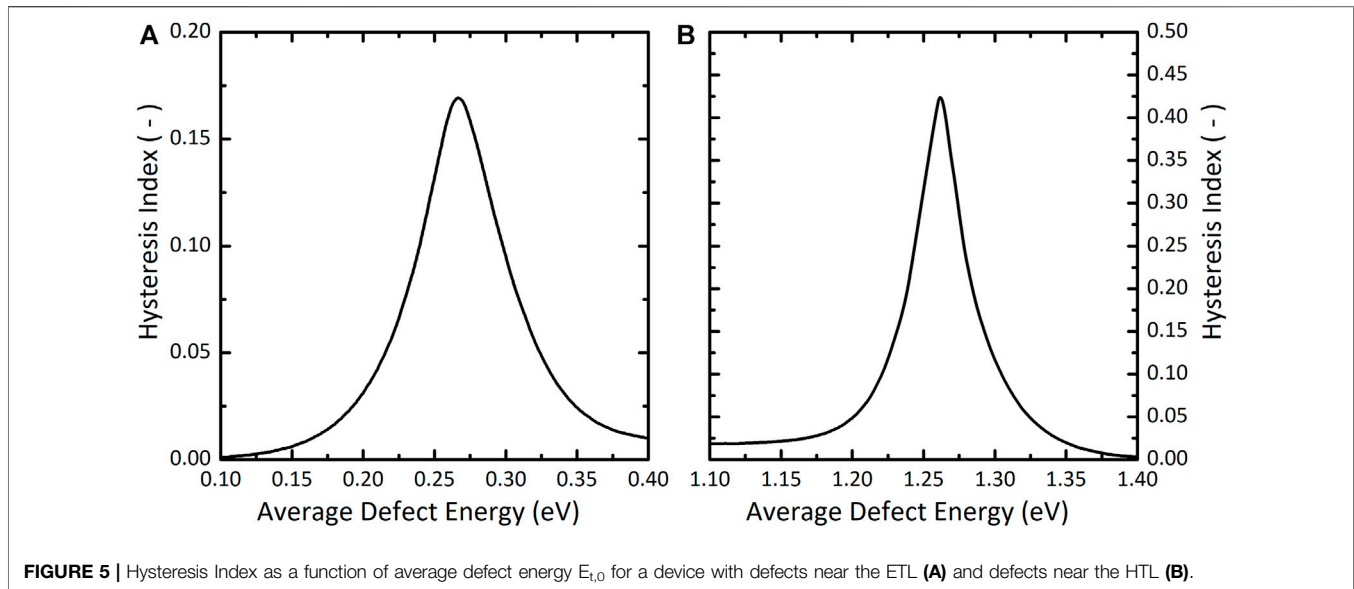 A
0.20
0.15
0.10
0.05
0.00
Hysteresis Index ( - )
0.10 0.15 0.20 0.25 0.30 0.35 0.40
Average Defect Energy (eV)
B
0.50
0.45
0.40
0.35
0.30
0.25
0.20
0.15
0.10
0.05
0.00
Hysteresis Index ( - )
1.10 1.15 1.20 1.25 1.30 1.35 1.40
Average Defect Energy (eV)
FIGURE 5 | Hysteresis Index as a function of average defect energy Et,0 for a device with defects near the ETL (A) and defects near the HTL (B).